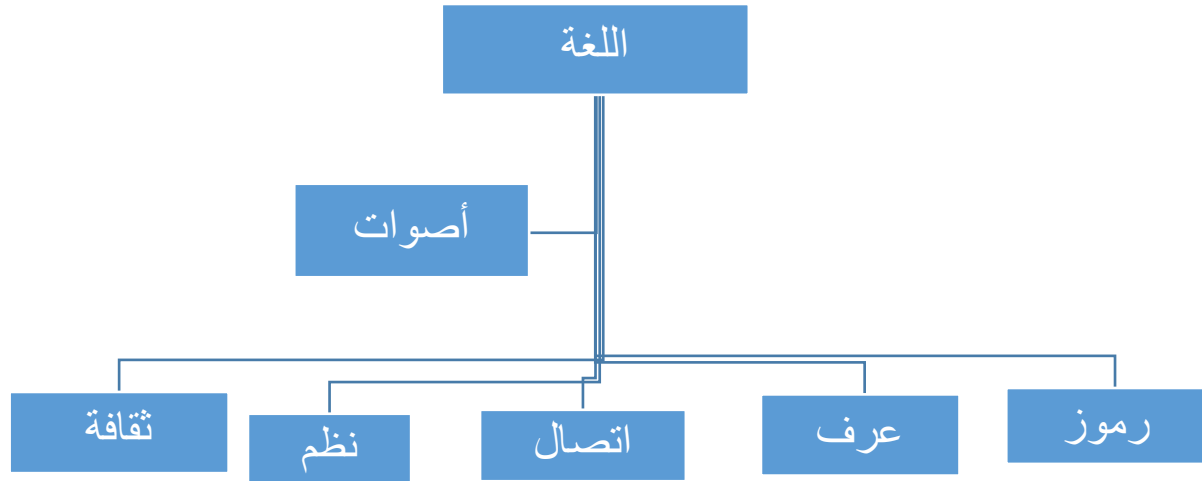 اللغة
أصوات
رموز
عرف
اتصال
نظم
ثقافة